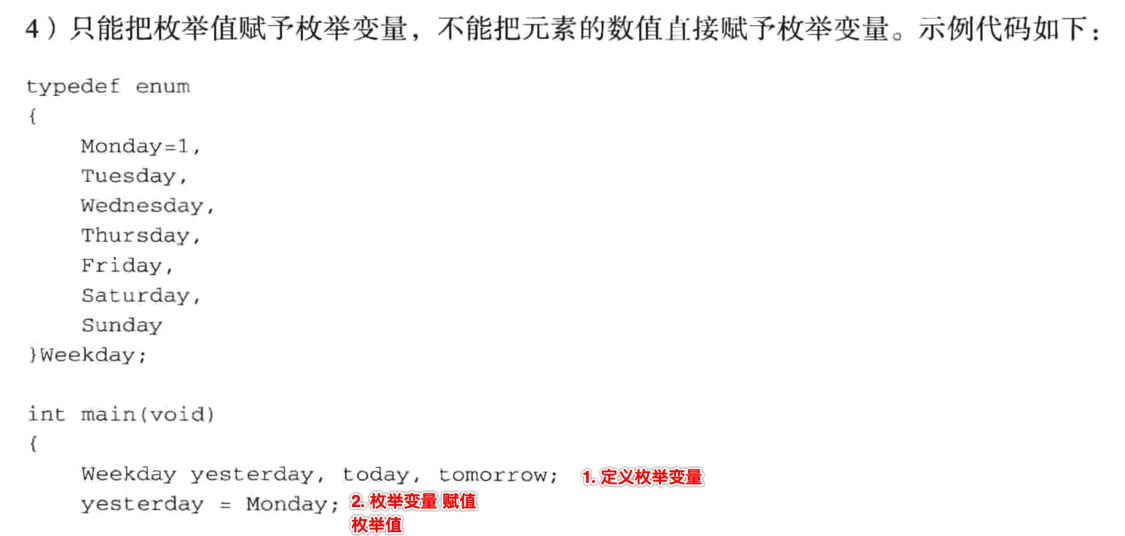 4）只能把枚举值赋予枚举变量，不能把元素的数值直接赋予枚举变量。示例代码如下：
typedef enum
{
    Monday=1,
    Tuesday,
    Wednesday,
    Thursday,
    Friday,
    Saturday,
    Sunday
}Weekday;
int main(void)
{
    Weekday yesterday, today, tomorrow; 1. 定义枚举变量
    yesterday = Monday; 2. 枚举变量 赋值
枚举值